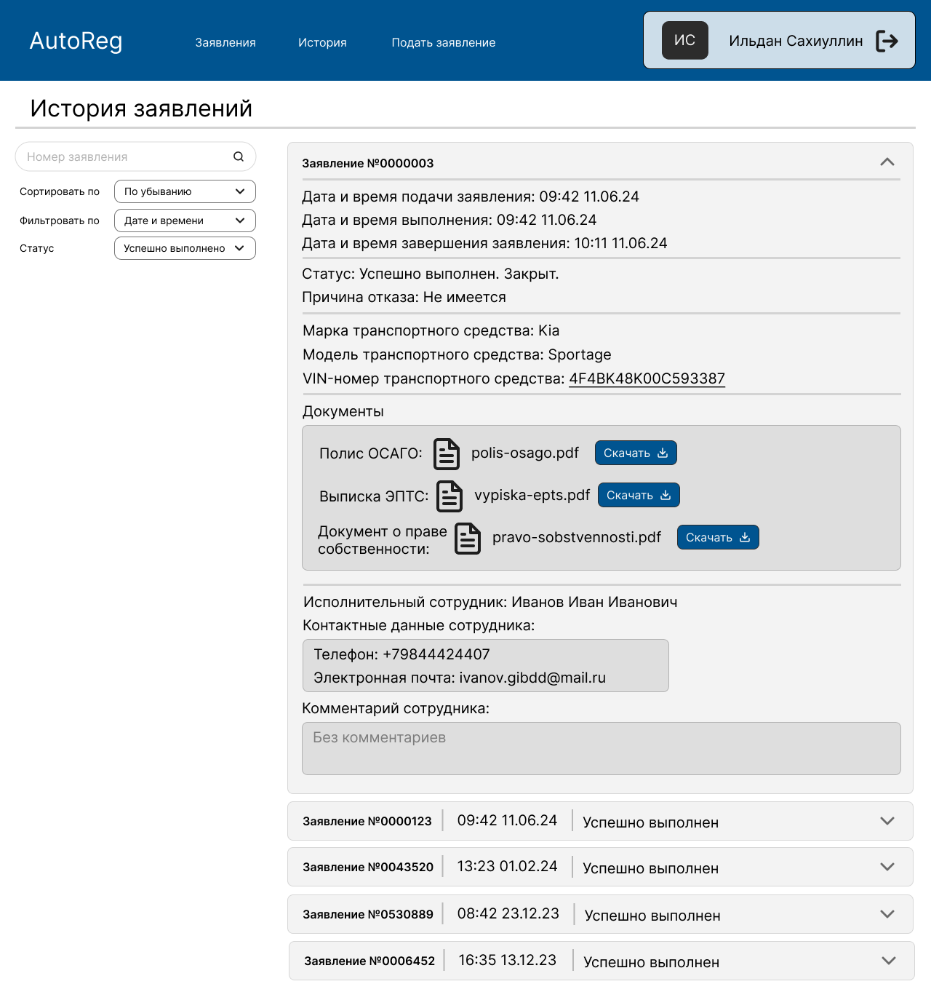 AutoReg
Заявления
История
Подать заявление
ИС
Ильдан Сахиуллин
История заявлений
Номер заявления
Сортировать по
По убыванию
Фильтровать по
Дате и времени
Статус
Успешно выполнено
Заявление №0000003
Дата и время подачи заявления: 09:42 11.06.24
Дата и время выполнения: 09:42 11.06.24
Дата и время завершения заявления: 10:11 11.06.24
Статус: Успешно выполнен. Закрыт.
Причина отказа: Не имеется
Марка транспортного средства: Kia
Модель транспортного средства: Sportage
VIN-номер транспортного средства: 4F4BK48K00C593387
Документы
Полис ОСАГО:
polis-osago.pdf
Скачать
Выписка ЭПТС:
vypiska-epts.pdf
Скачать
Документ о праве
собственности:
pravo-sobstvennosti.pdf
Скачать
Исполнительный сотрудник: Иванов Иван Иванович
Контактные данные сотрудника:
Телефон: +79844424407
Электронная почта: ivanov.gibdd@mail.ru
Комментарий сотрудника:
Без комментариев
Заявление №0000123
09:42 11.06.24
Успешно выполнен
Заявление №0043520
13:23 01.02.24
Успешно выполнен
Заявление №0530889
08:42 23.12.23
Успешно выполнен
Заявление №0006452
16:35 13.12.23
Успешно выполнен